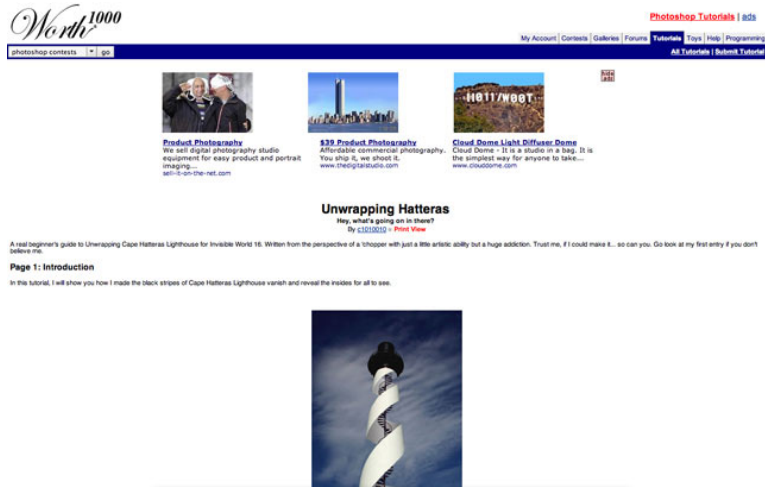 Worth1000
Photoshop Tutorials | ads
My Account Contests Galleries Forums Tutorials Toys Help Programming
photoshop contests go
All Tutorials | Submit Tutorial
H011YW00T
hide ads
Product Photography
We sell digital photography studio
equipment for easy product and portrait
imaging...
sell-it-on-the-net.com
$39 Product Photography
Affordable commercial photography.
You ship it, we shoot it.
www.thedigitalstudio.com
Cloud Dome Light Diffuser Dome
Cloud Dome - It is a studio in a bag. It is
the simplest way for anyone to take...
www.clouddome.com
Unwrapping Hatteras
Hey, what's going on in there?
By c1010010 » Print View
A real beginner's guide to Unwrapping Cape Hatteras Lighthouse for Invisible World 16. Written from the perspective of a 'chopper with just a little artistic ability but a huge addiction. Trust me, if I could make it... so can you. Go look at my first entry if you don't
believe me.
Page 1: Introduction
In this tutorial, I will show you how I made the black stripes of Cape Hatteras Lighthouse vanish and reveal the insides for all to see.